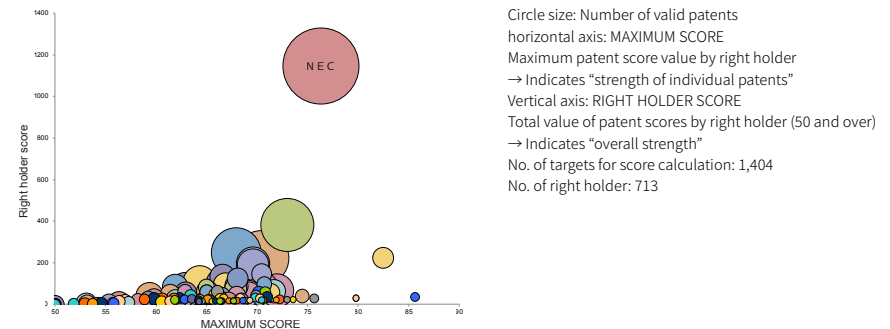 1400
1200
1000
800
600
400
200
Right holder score
NEC
50
55
60
65
70
75
80
90
MAXIMUM SCORE
Circle size: Number of valid patents
horizontal axis: MAXIMUM SCORE
Maximum patent score value by right holder
→ Indicates “strength of individual patents”
Vertical axis: RIGHT HOLDER SCORE
Total value of patent scores by right holder (50 and over)
→ Indicates “overall strength”
No. of targets for score calculation: 1,404
No. of right holder: 713